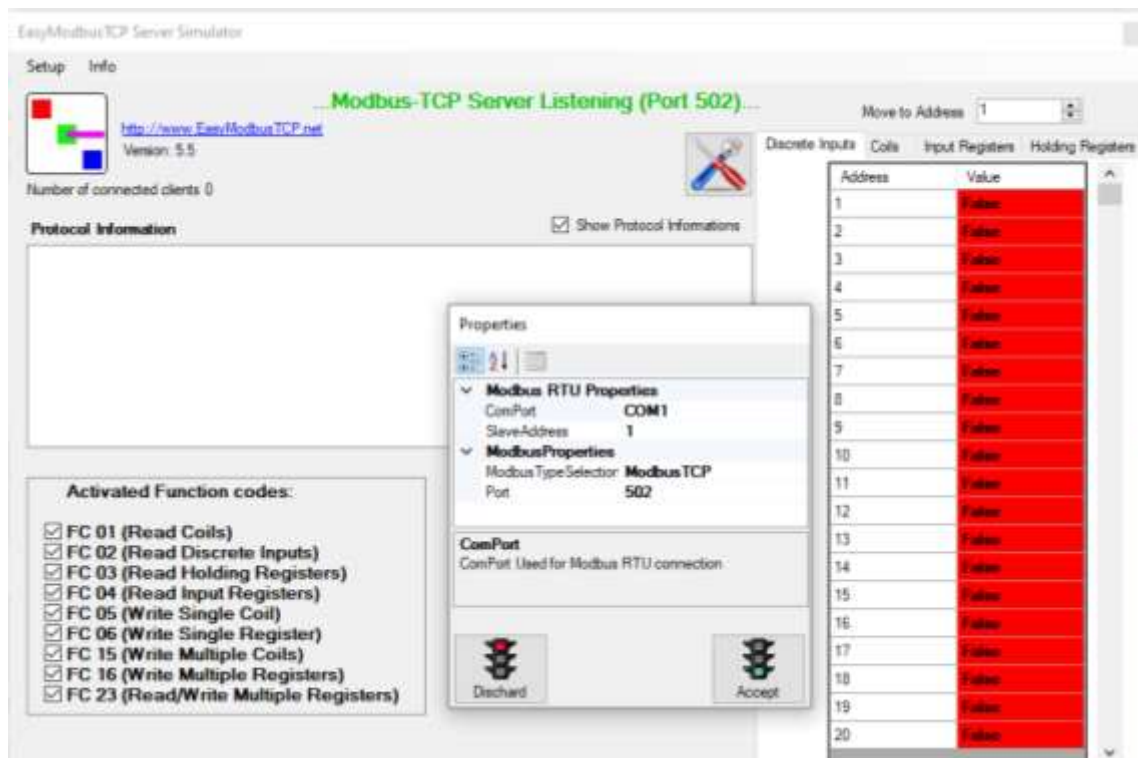 EasyModbusTCP Server Simulator
Setup Info
...Modbus-TCP Server Listening (Port 502)...
Move to Address 1
http://www.EasyModbusTCP.net
Version: 5.5
Number of connected clients 0
Discrete Inputs Coils Input Registers Holding Registers
Protocol Information
Show Protocol Informations
Address Value
1 False
2 False
3 False
4 False
5 False
6 False
7 False
8 False
9 False
10 False
11 False
12 False
13 False
14 False
15 False
16 False
17 False
18 False
19 False
20 False
Properties
Modbus RTU Properties
ComPort COM1
SlaveAddress 1
ModbusProperties
ModbusTypeSelection ModbusTCP
Port 502
ComPort
ComPort Used for Modbus RTU connection
Dischard
Accept
Activated Function codes:
FC 01 (Read Coils)
FC 02 (Read Discrete Inputs)
FC 03 (Read Holding Registers)
FC 04 (Read Input Registers)
FC 05 (Write Single Coil)
FC 06 (Write Single Register)
FC 15 (Write Multiple Coils)
FC 16 (Write Multiple Registers)
FC 23 (Read/Write Multiple Registers)